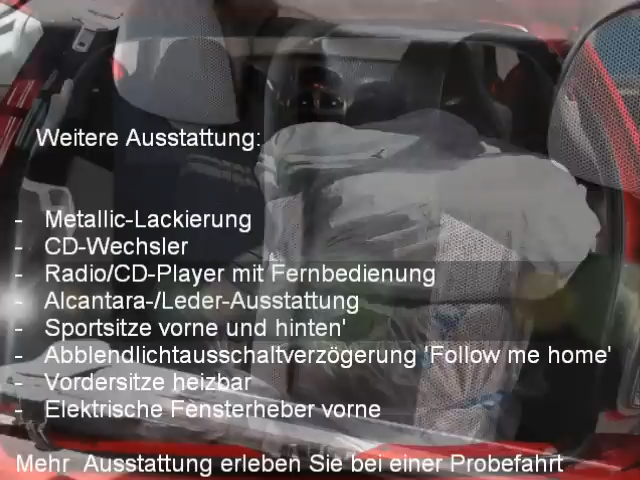 Weitere Ausstattung:
- Metallic-Lackierung
- CD-Wechsler
- Radio/CD-Player mit Fernbedienung
- Alcantara-/Leder-Ausstattung
- Sportsitze vorne und hinten'
- Abblendlichtausschaltverzögerung 'Follow me home'
- Vordersitze heizbar
- Elektrische Fensterheber vorne
Mehr Ausstattung erleben Sie bei einer Probefahrt